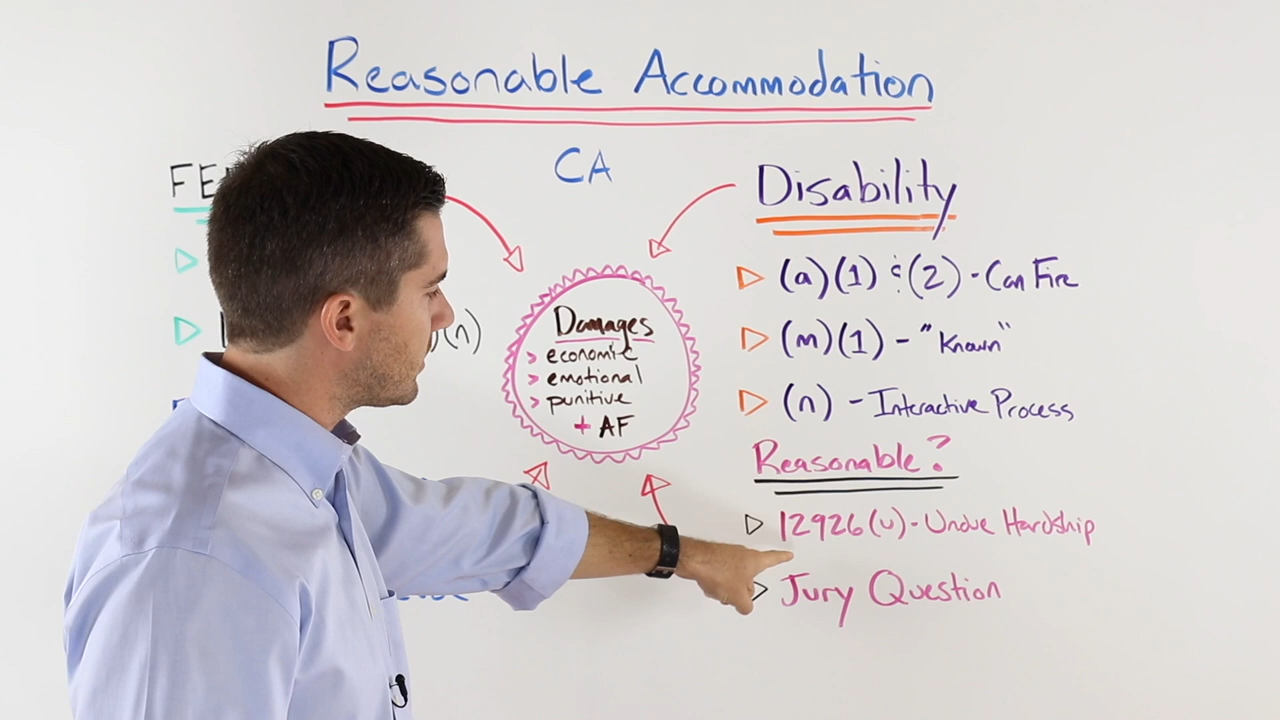 Reasonable Accommodation
CA
FE
(n)
Damages
> economic
> emotional
> punitive
+ AF
Disability
(a)(1) & (2) - Can Fire
(m)(1) - "Known"
(n) - Interactive Process
Reasonable?
12926(u) - Undue Hardship
Jury Question